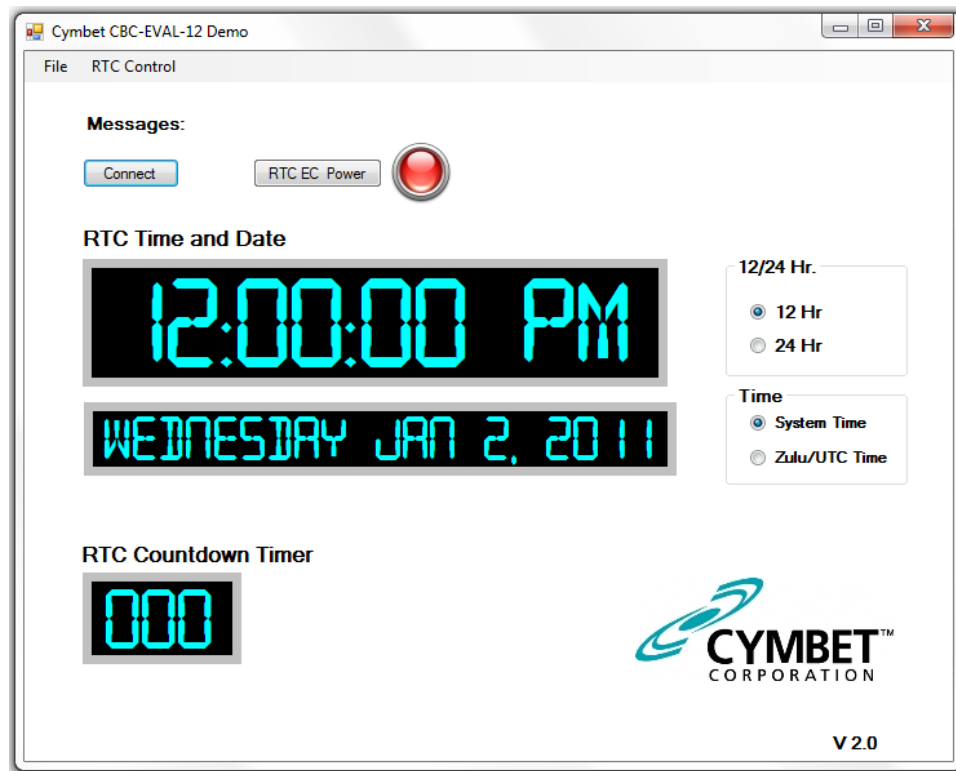 Cymbet CBC-EVAL-12 Demo
File RTC Control
Messages:
Connect RTC EC Power
RTC Time and Date
12:00:00 PM
12/24 Hr.
12 Hr
24 Hr
WEDNESDAY JAN 2, 2011
Time
System Time
Zulu/UTC Time
RTC Countdown Timer
000
CYMBET™
CORPORATION
V 2.0